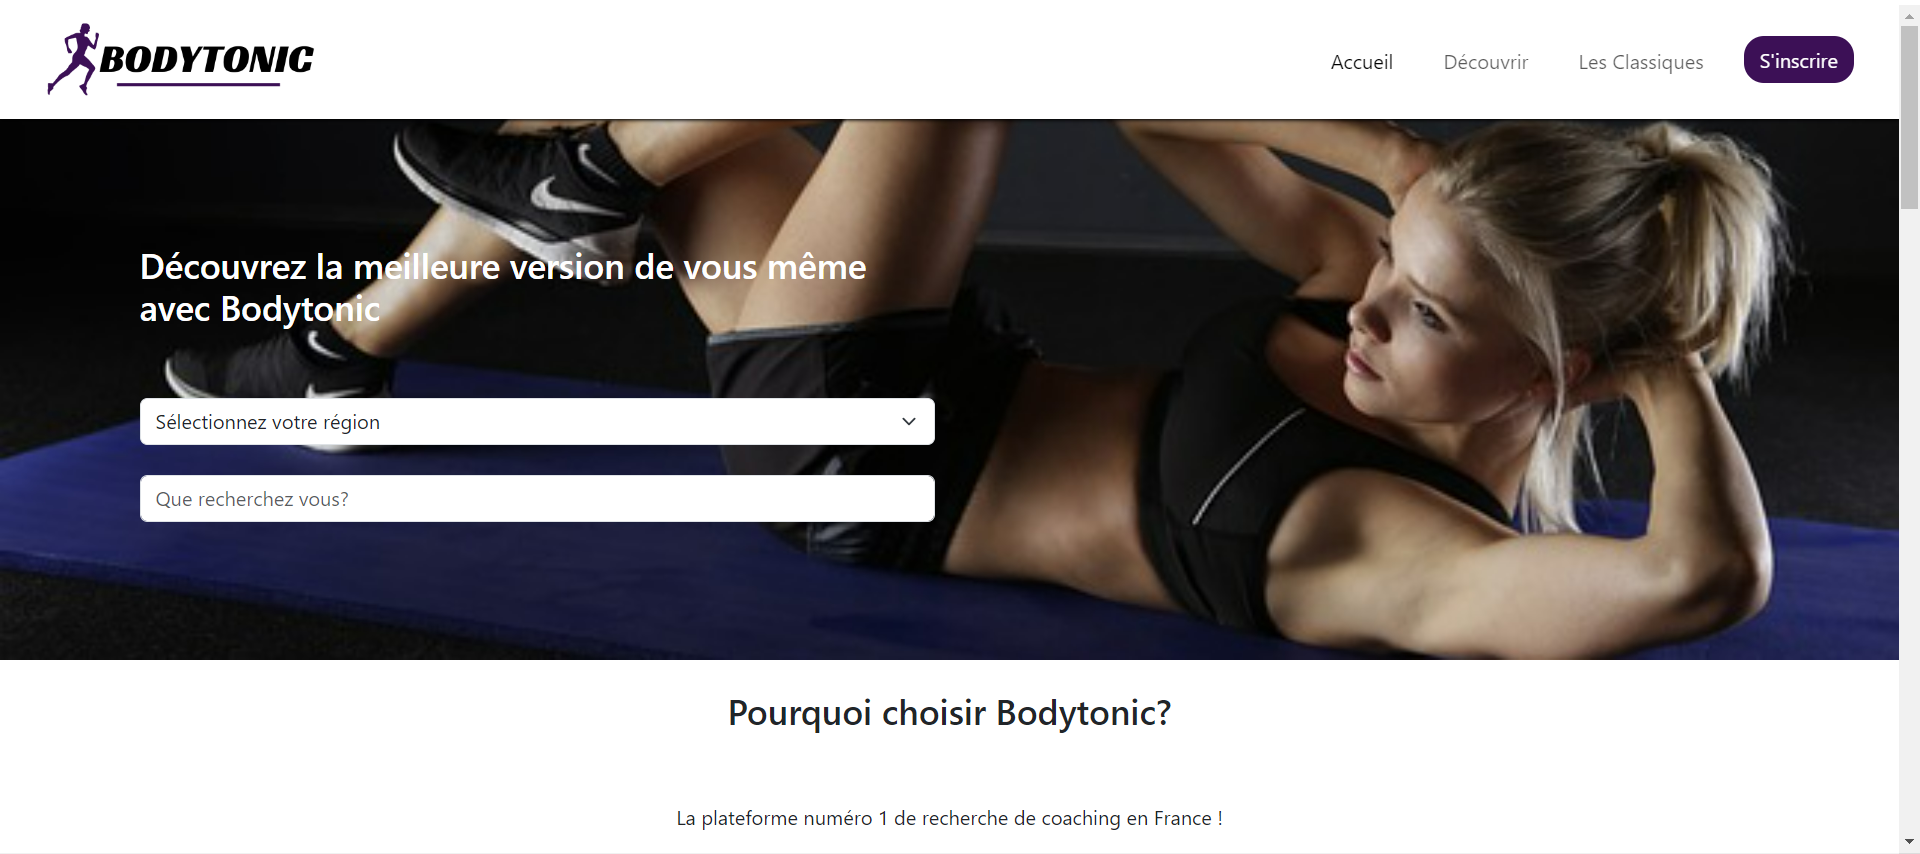 BODYTONIC
Accueil
Découvrir
Les Classiques
S'inscrire
Découvrez la meilleure version de vous même
avec Bodytonic
Sélectionnez votre région
Que recherchez vous?
Pourquoi choisir Bodytonic?
La plateforme numéro 1 de recherche de coaching en France !